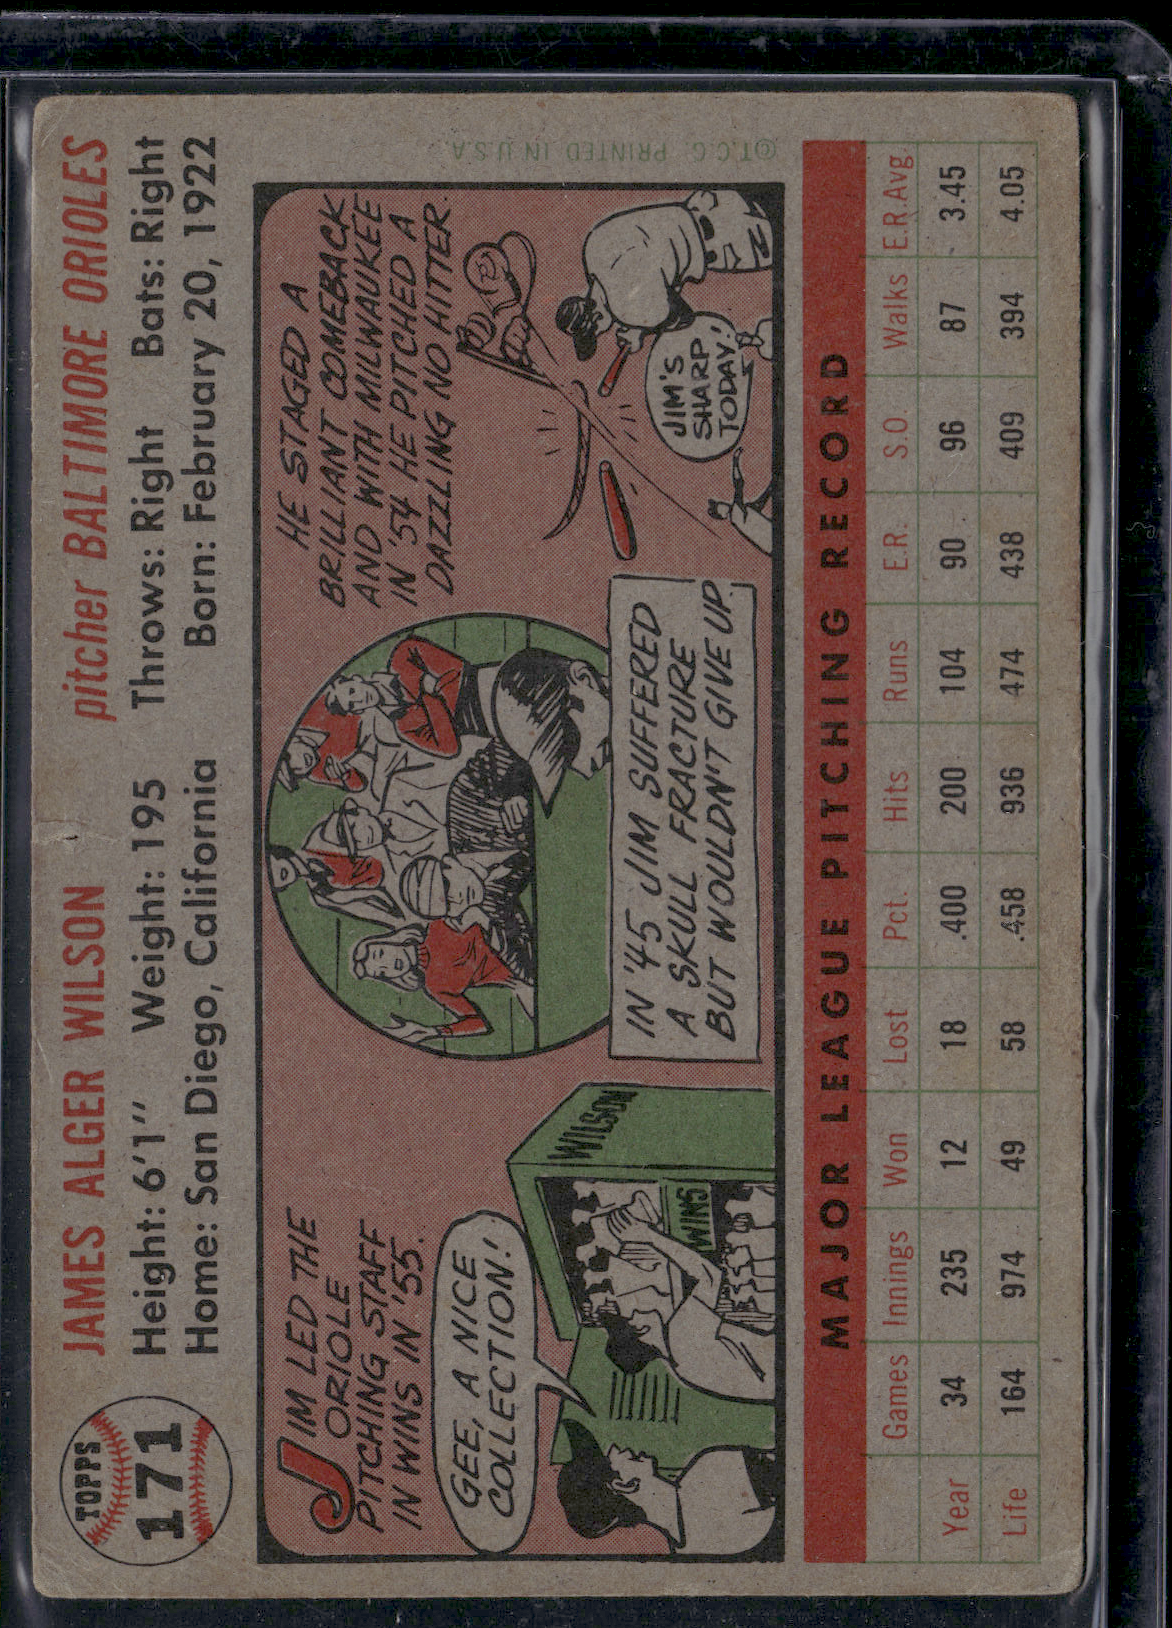 TOPPS
171
JAMES ALGER WILSON pitcher BALTIMORE ORIOLES
Height: 6'1" Weight: 195 Throws: Right Bats: Right
Home: San Diego, California Born: February 20, 1922
JIM LED THE
ORIOLE
PITCHING STAFF
IN WINS IN '55.
GEE, A NICE
COLLECTION!
WILSON
WINS
IN '45 JIM SUFFERED
A SKULL FRACTURE
BUT WOULDN'T GIVE UP.
HE STAGED A
BRILLIANT COMEBACK
AND WITH MILWAUKEE
IN '54 HE PITCHED A
DAZZLING NO HITTER.
JIM'S
SHARP
TODAY!
©T.C.G. PRINTED IN U.S.A.
MAJOR LEAGUE PITCHING RECORD
Games Innings Won Lost Pct. Hits Runs E.R. S.O. Walks E.R.Avg.
Year 34 235 12 18 .400 200 104 90 96 87 3.45
Life 164 974 49 58 .458 936 474 438 409 394 4.05